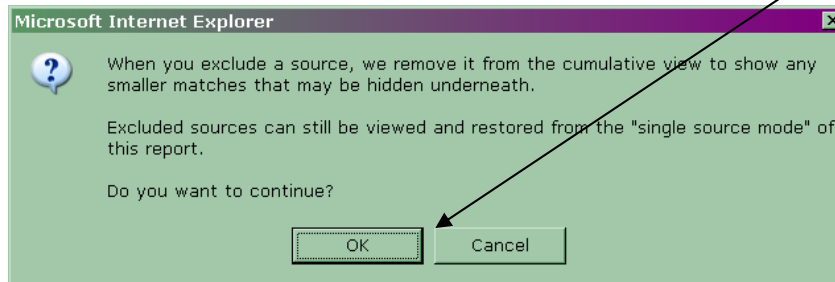 Microsoft Internet Explorer
When you exclude a source, we remove it from the cumulative view to show any
smaller matches that may be hidden underneath.
Excluded sources can still be viewed and restored from the "single source mode" of
this report.
Do you want to continue?
OK
Cancel